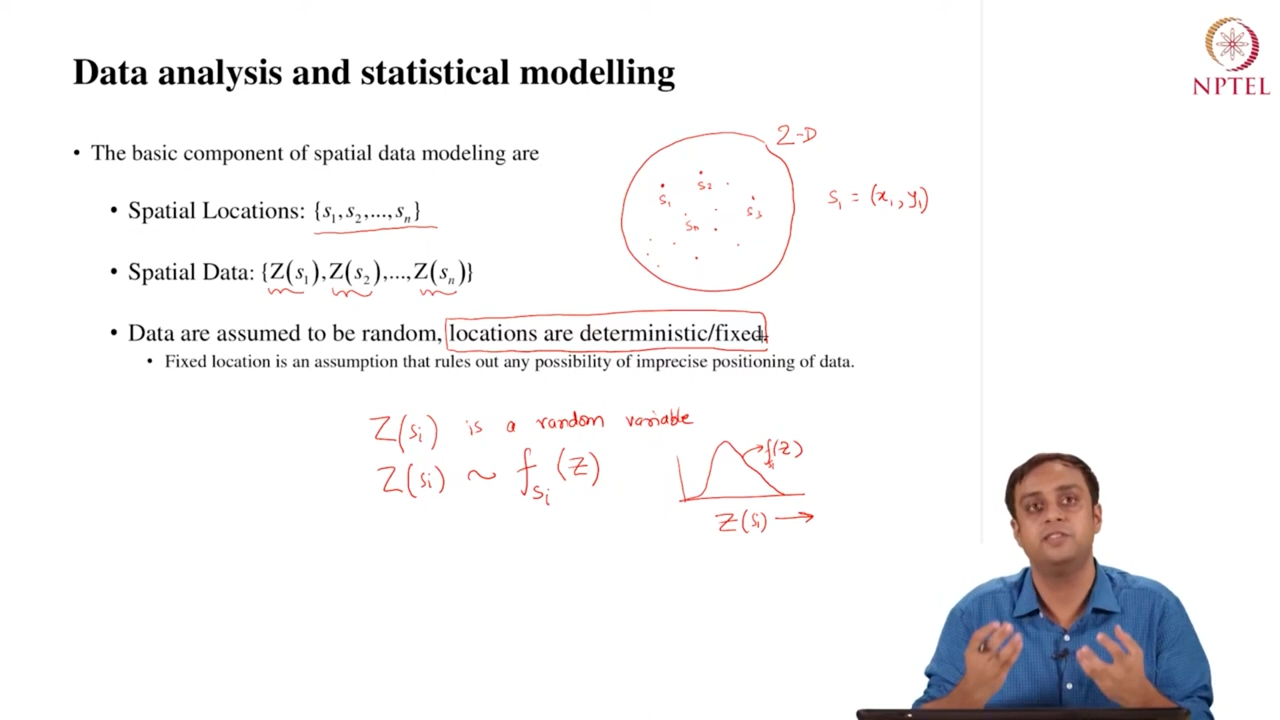 NPTEL
Data analysis and statistical modelling
• The basic component of spatial data modeling are
• Spatial Locations: {s₁, s₂, ..., sₙ}
• Spatial Data: {Z(s₁), Z(s₂), ..., Z(sₙ)}
• Data are assumed to be random, locations are deterministic/fixed.
• Fixed location is an assumption that rules out any possibility of imprecise positioning of data.
2-D
s₁
s₂
s₃
sₙ
s₁ = (x₁, y₁)
Z(sᵢ) is a random variable
Z(sᵢ) ~ f_sᵢ(Z)
f_sᵢ(Z)
Z(sᵢ) →